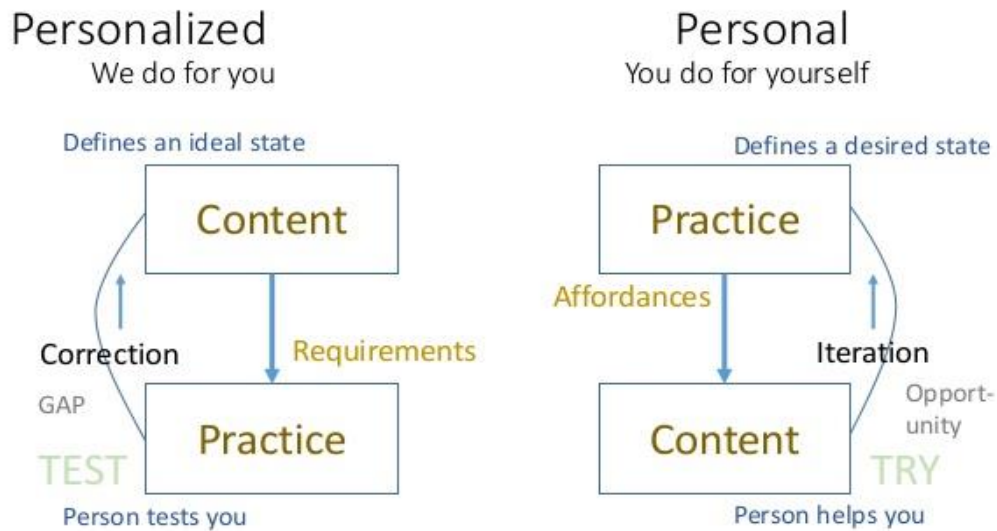 Personalized
We do for you
Defines an ideal state
Content
Requirements
Correction
GAP
Practice
TEST
Person tests you
Personal
You do for yourself
Defines a desired state
Practice
Affordances
Iteration
Opport-
unity
Content
TRY
Person helps you